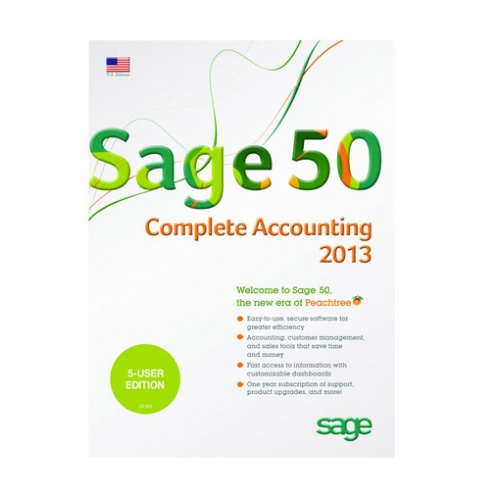 U.S. Edition
Sage 50
Complete Accounting
2013
Welcome to Sage 50,
the new era of Peachtree
Easy-to-use, secure software for
greater efficiency
Accounting, customer management,
and sales tools that save time
and money
Fast access to information with
customizable dashboards
One year subscription of support,
product upgrades, and more!
5-USER
EDITION
sage